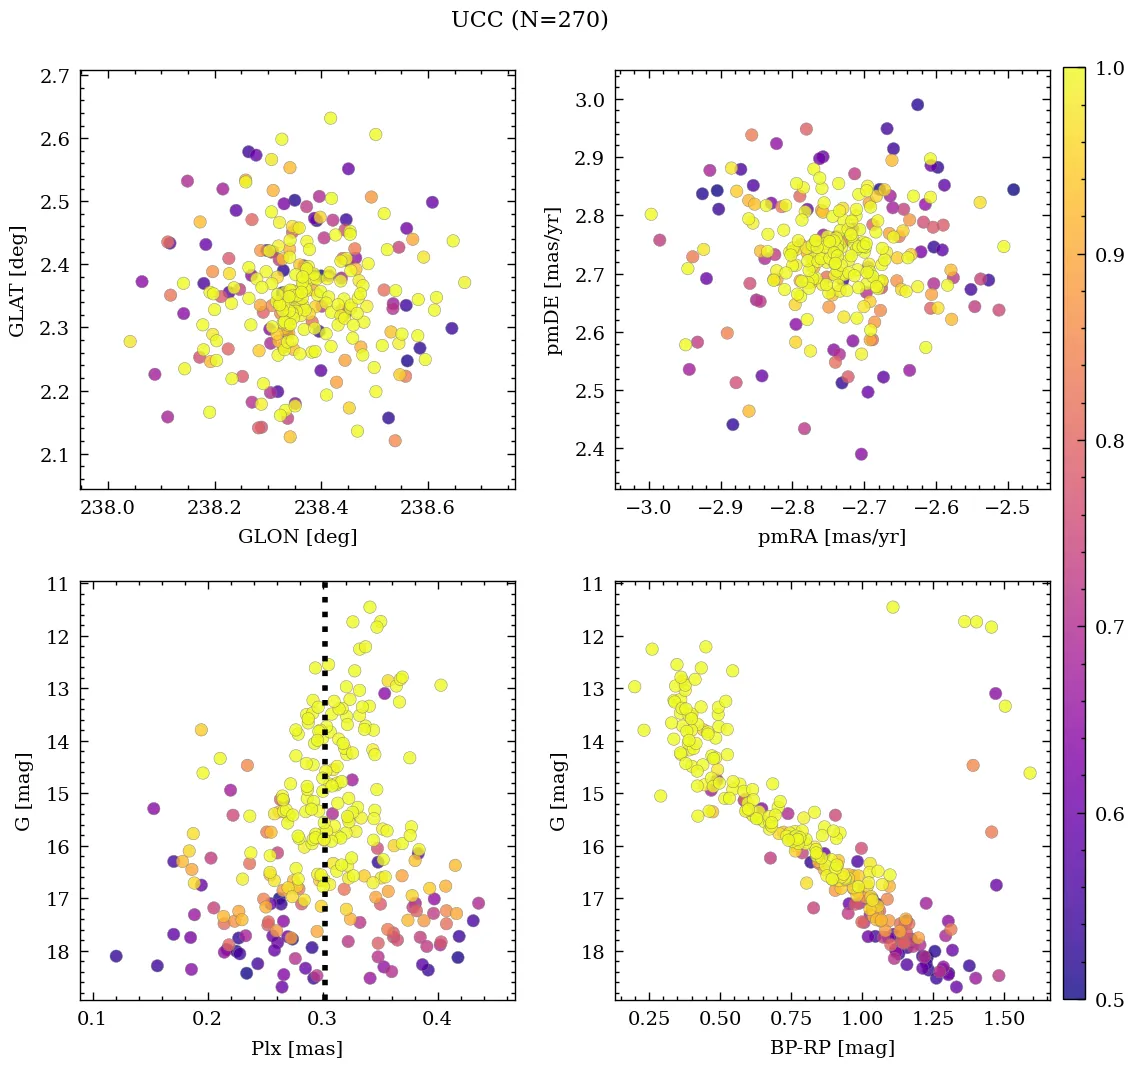 UCC (N=270)
2.7
2.6
2.5
2.4
2.3
2.2
2.1
GLAT [deg]
238.0 238.2 238.4 238.6
GLON [deg]
3.0
2.9
2.8
2.7
2.6
2.5
2.4
pmDE [mas/yr]
−3.0 −2.9 −2.8 −2.7 −2.6 −2.5
pmRA [mas/yr]
11
12
13
14
15
16
17
18
G [mag]
0.1 0.2 0.3 0.4
Plx [mas]
11
12
13
14
15
16
17
18
G [mag]
0.25 0.50 0.75 1.00 1.25 1.50
BP-RP [mag]
1.0
0.9
0.8
0.7
0.6
0.5